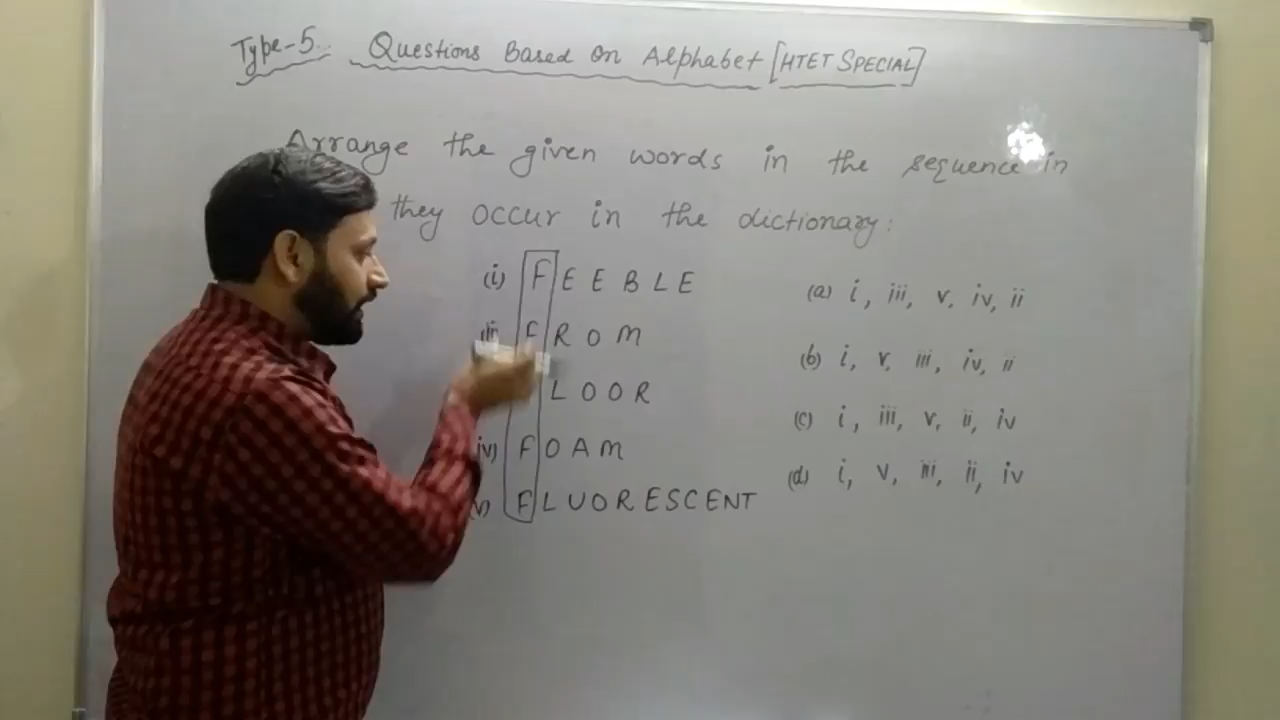 Type-5. Questions Based on Alphabet [HTET SPECIAL]
Arrange the given words in the sequence in
they occur in the dictionary:
(i) FEEBLE
(ii) FROM
LOOR
iv) FOAM
(v) FLUORESCENT
(a) i, iii, v, iv, ii
(b) i, v, iii, iv, ii
(c) i, iii, v, ii, iv
(d) i, v, iii, ii, iv